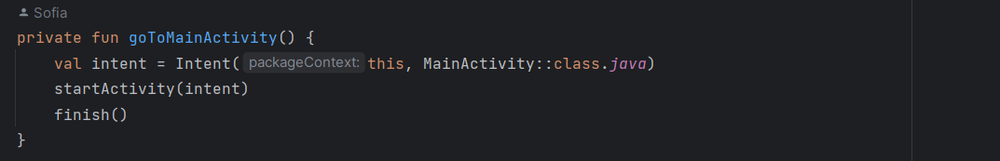 Sofia
private fun goToMainActivity() {
    val intent = Intent( packageContext: this, MainActivity::class.java)
    startActivity(intent)
    finish()
}